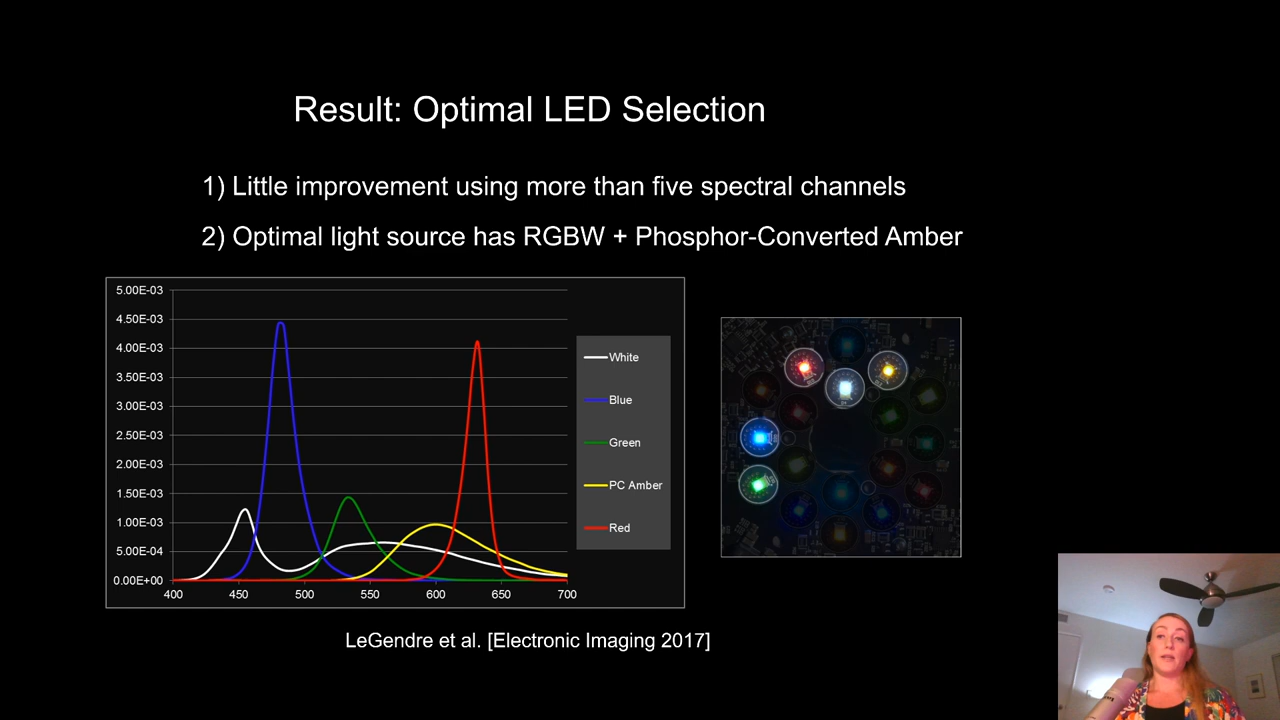 Result: Optimal LED Selection
1) Little improvement using more than five spectral channels
2) Optimal light source has RGBW + Phosphor-Converted Amber
5.00E-03
4.50E-03
4.00E-03
3.50E-03
3.00E-03
2.50E-03
2.00E-03
1.50E-03
1.00E-03
5.00E-04
0.00E+00
400 450 500 550 600 650 700
White
Blue
Green
PC Amber
Red
LeGendre et al. [Electronic Imaging 2017]